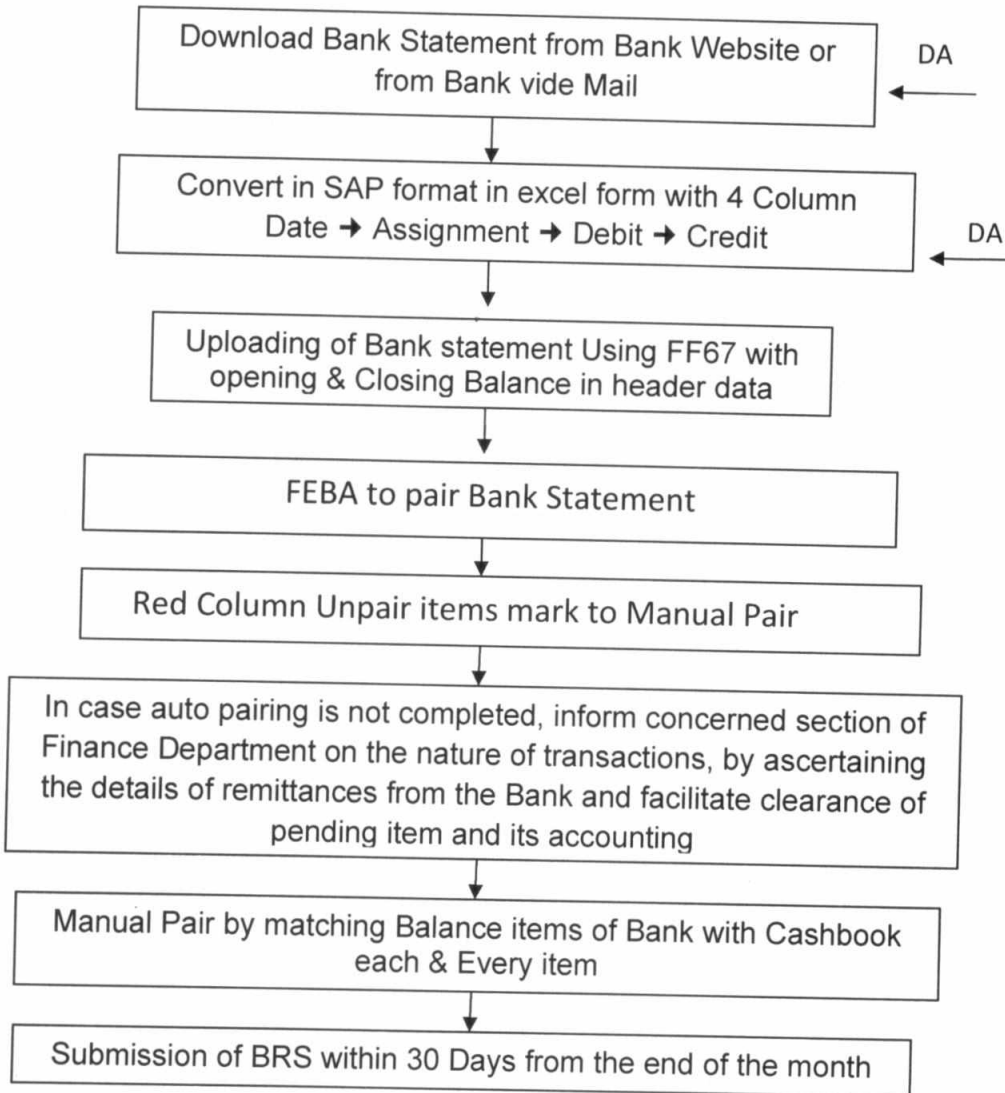 Download Bank Statement from Bank Website or
from Bank vide Mail
DA
Convert in SAP format in excel form with 4 Column
Date ➔ Assignment ➔ Debit ➔ Credit
DA
Uploading of Bank statement Using FF67 with
opening & Closing Balance in header data
FEBA to pair Bank Statement
Red Column Unpair items mark to Manual Pair
In case auto pairing is not completed, inform concerned section of
Finance Department on the nature of transactions, by ascertaining
the details of remittances from the Bank and facilitate clearance of
pending item and its accounting
Manual Pair by matching Balance items of Bank with Cashbook
each & Every item
Submission of BRS within 30 Days from the end of the month